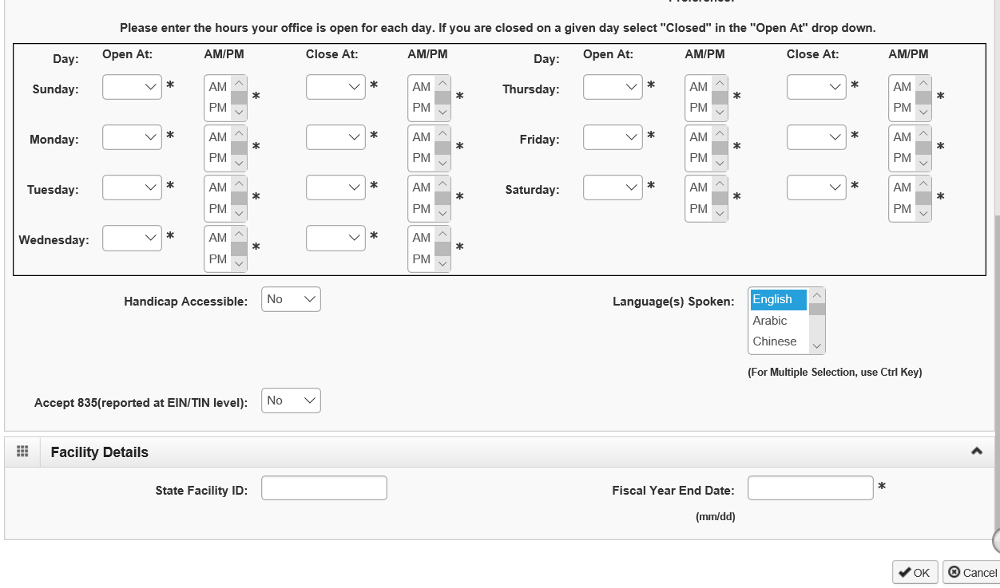 Please enter the hours your office is open for each day. If you are closed on a given day select "Closed" in the "Open At" drop down.
Day: Open At: AM/PM Close At: AM/PM Day: Open At: AM/PM Close At: AM/PM
Sunday: * AM PM * * AM PM * Thursday: * AM PM * * AM PM *
Monday: * AM PM * * AM PM * Friday: * AM PM * * AM PM *
Tuesday: * AM PM * * AM PM * Saturday: * AM PM * * AM PM *
Wednesday: * AM PM * * AM PM *
Handicap Accessible: No Language(s) Spoken: English
Arabic
Chinese
(For Multiple Selection, use Ctrl Key)
Accept 835(reported at EIN/TIN level): No
Facility Details
State Facility ID: Fiscal Year End Date: *
(mm/dd)
OK Cancel